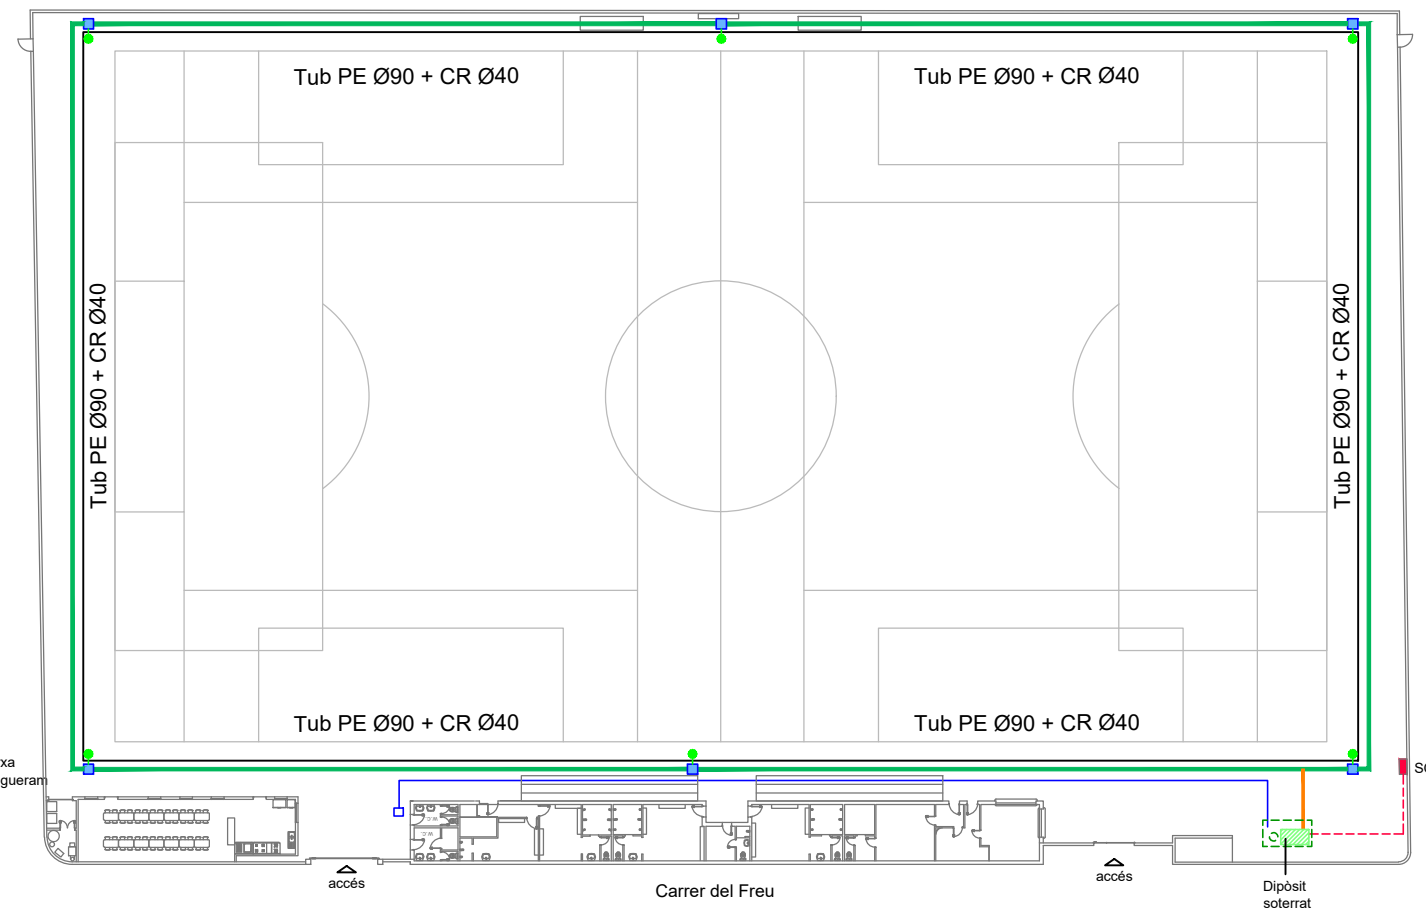 Tub PE Ø90 + CR Ø40
Tub PE Ø90 + CR Ø40
Tub PE Ø90 + CR Ø40
Tub PE Ø90 + CR Ø40
Tub PE Ø90 + CR Ø40
Tub PE Ø90 + CR Ø40
xa
gueram
W.C.
W.C.
accés
Carrer del Freu
accés
Dipòsit
soterrat